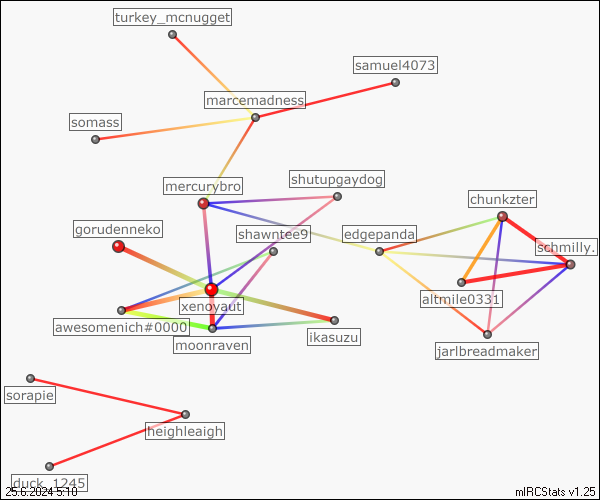 turkey_mcnugget
samuel4073
marcemadness
somass
shutupgaydog
mercurybro
chunkzter
gorudenneko
shawntee9
edgepanda
schmilly.
xenoyaut
altnile0331
awesomenich#0000
ikasuzu
moonraven
jarlbreadmaker
sorapie
heighleaigh
duck_1245
25.6.2024 5:10
mIRCStats v1.25